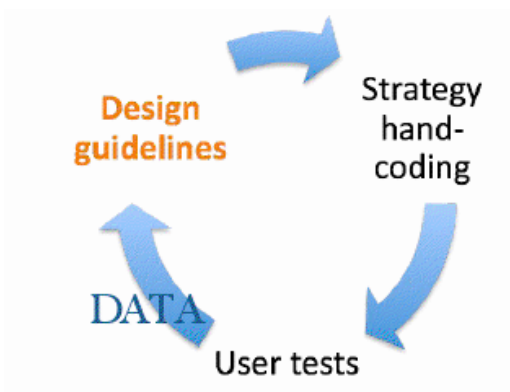 Design
guidelines
Strategy
hand-
coding
DATA
User tests